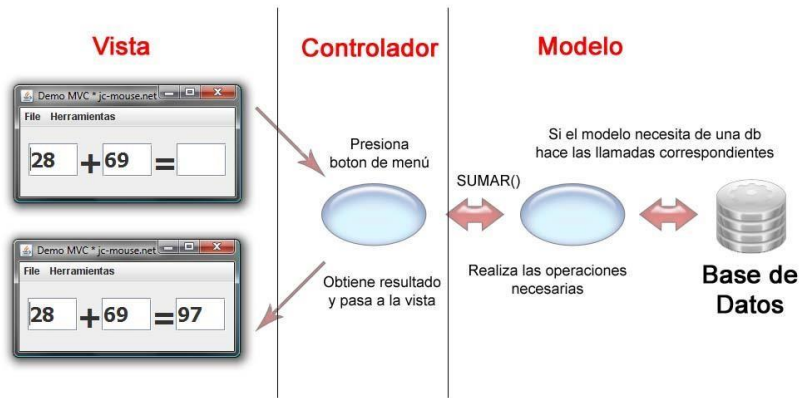 Vista
Controlador
Modelo
Demo MVC * jc-mouse.net
File Herramientas
28 + 69 =
Demo MVC * jc-mouse.net
File Herramientas
28 + 69 = 97
Presiona
boton de menú
Obtiene resultado
y pasa a la vista
SUMAR()
Si el modelo necesita de una db
hace las llamadas correspondientes
Realiza las operaciones
necesarias
Base de
Datos